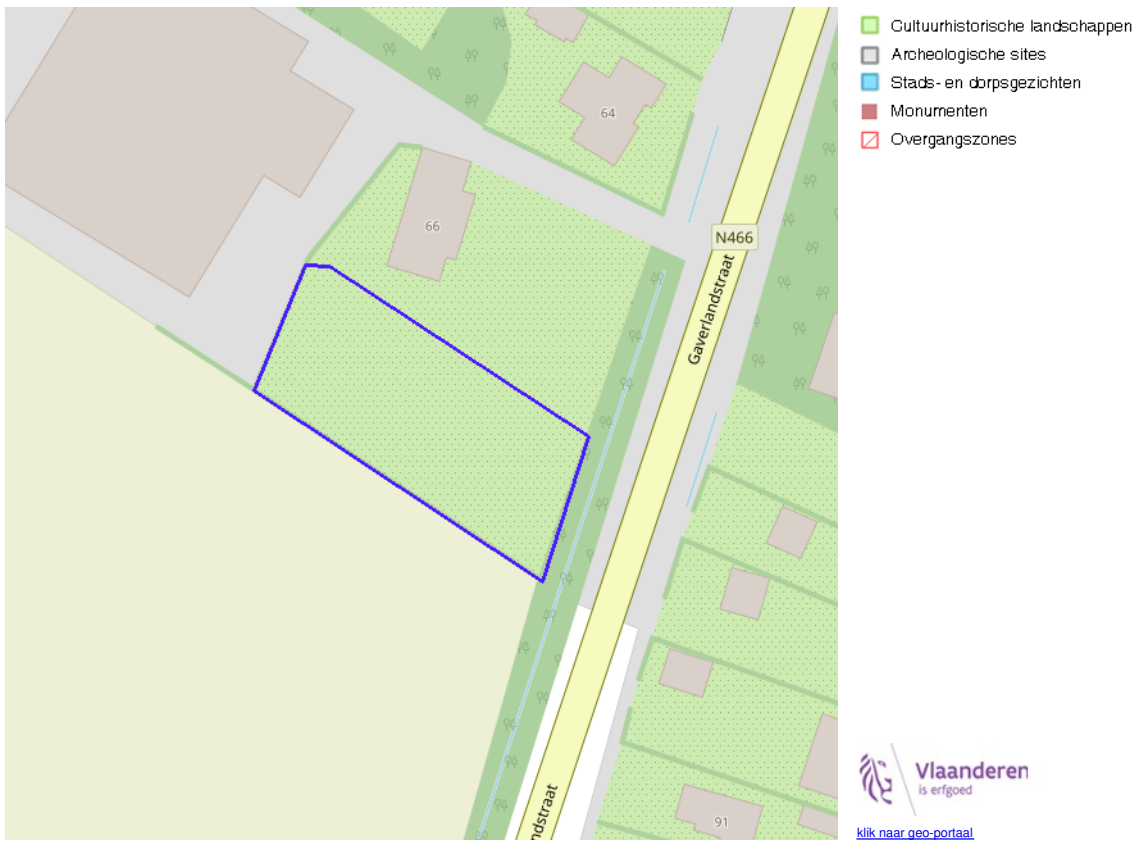 Cultuurhistorische landschappen
Archeologische sites
Stads- en dorpsgezichten
Monumenten
Overgangszones
64
66
N466
Gaverlandstraat
ndstraat
91
Vlaanderen
is erfgoed
klik naar geo-portaal